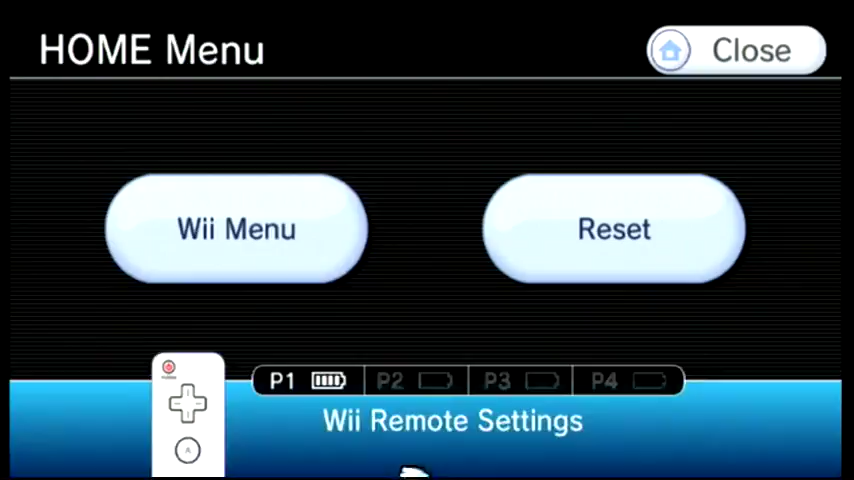 HOME Menu
Close
Wii Menu
Reset
P1 P2 P3 P4
Wii Remote Settings
A